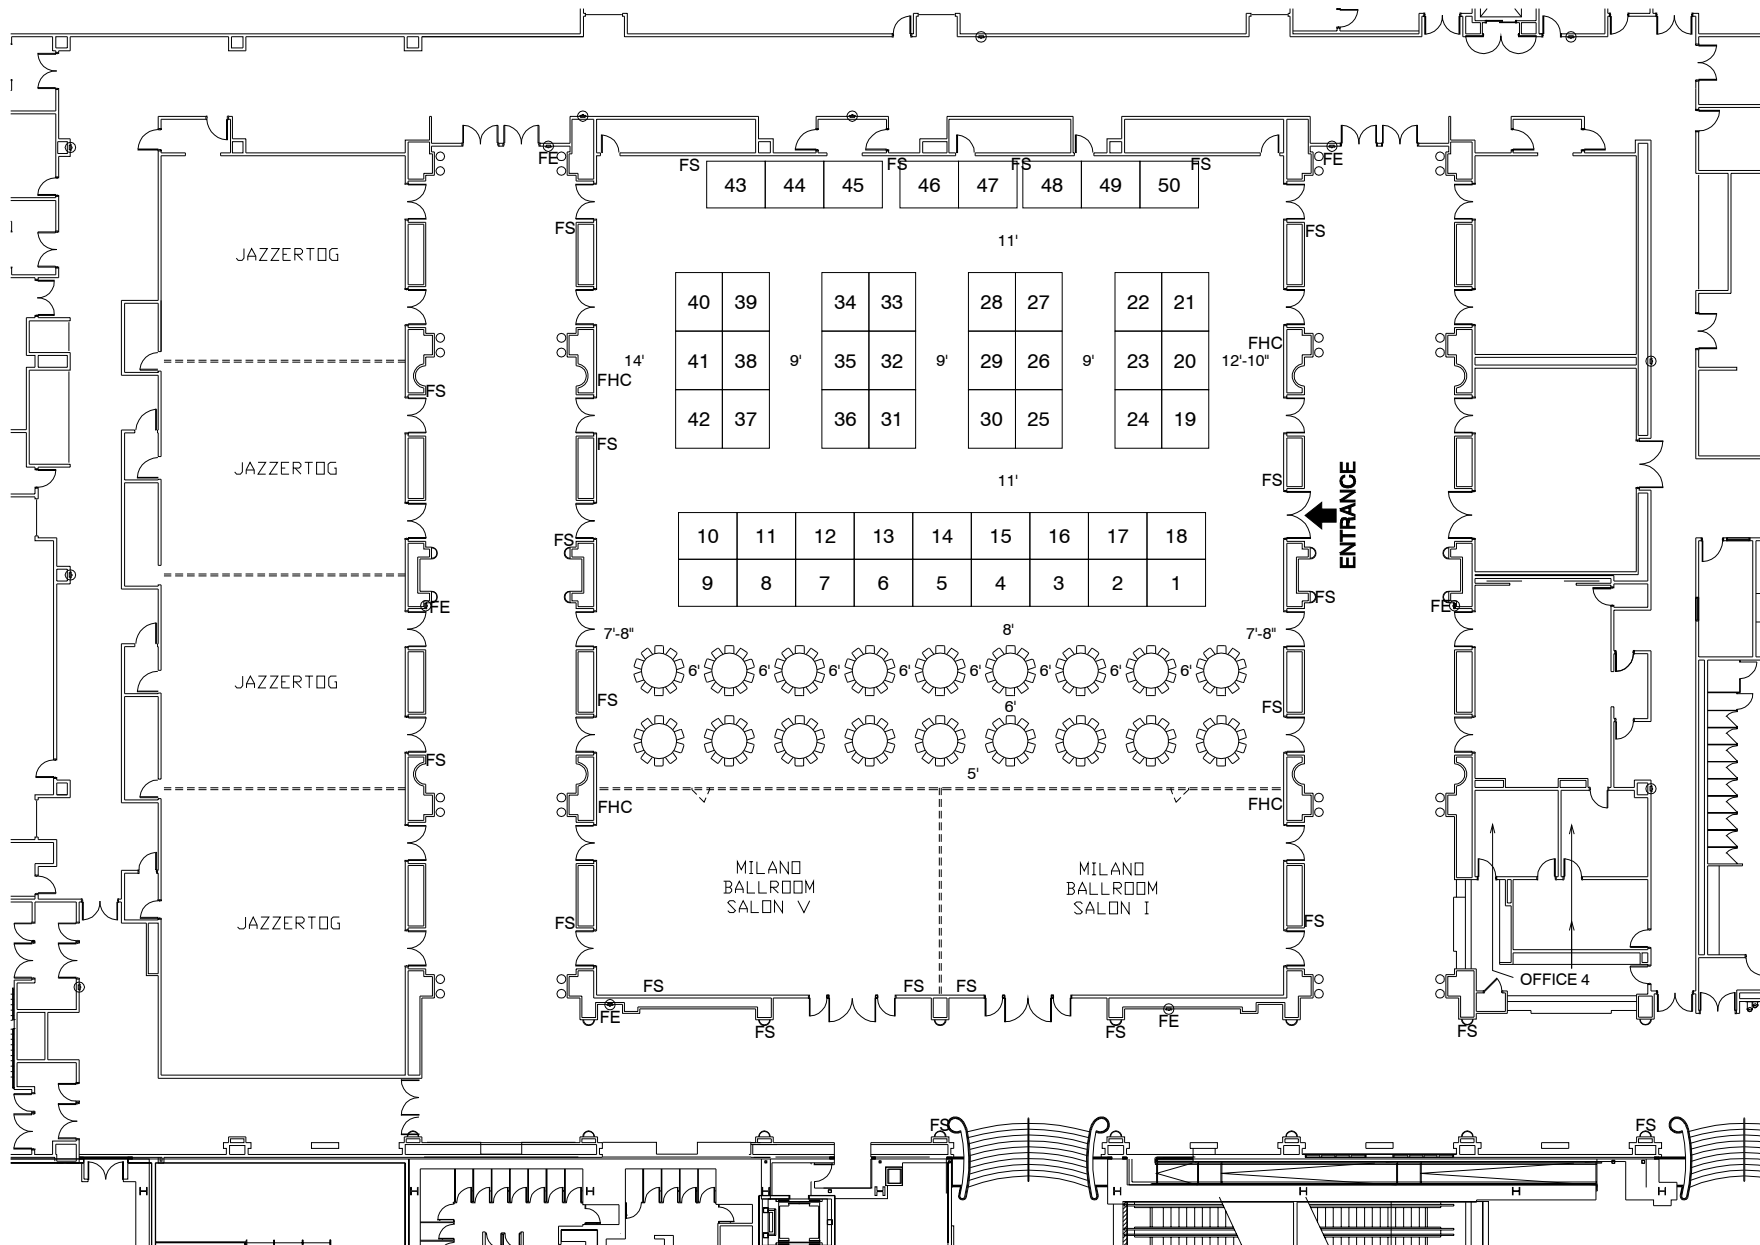 FE
FE
FS
FS
FS
FS
43 44 45 46 47 48 49 50
FS
FS
11'
JAZZERTOG
40 39 34 33 28 27 22 21
FHC
14' 41 38 9' 35 32 9' 29 26 9' 23 20 12'-10"
FHC
FS
42 37 36 31 30 25 24 19
FS
JAZZERTOG
11'
FS
ENTRANCE
FS
10 11 12 13 14 15 16 17 18
9 8 7 6 5 4 3 2 1
FS
FE
FE
7'-8" 8' 7'-8"
6' 6' 6' 6' 6' 6' 6' 6'
JAZZERTOG
FS
6'
FS
FS
5'
FHC
FHC
MILANO
BALLROOM
SALON V
MILANO
BALLROOM
SALON I
JAZZERTOG
FS
FS
OFFICE 4
FS
FS
FS
FE
FE
FS
FS
FS
FS
FS
H H H H H H H